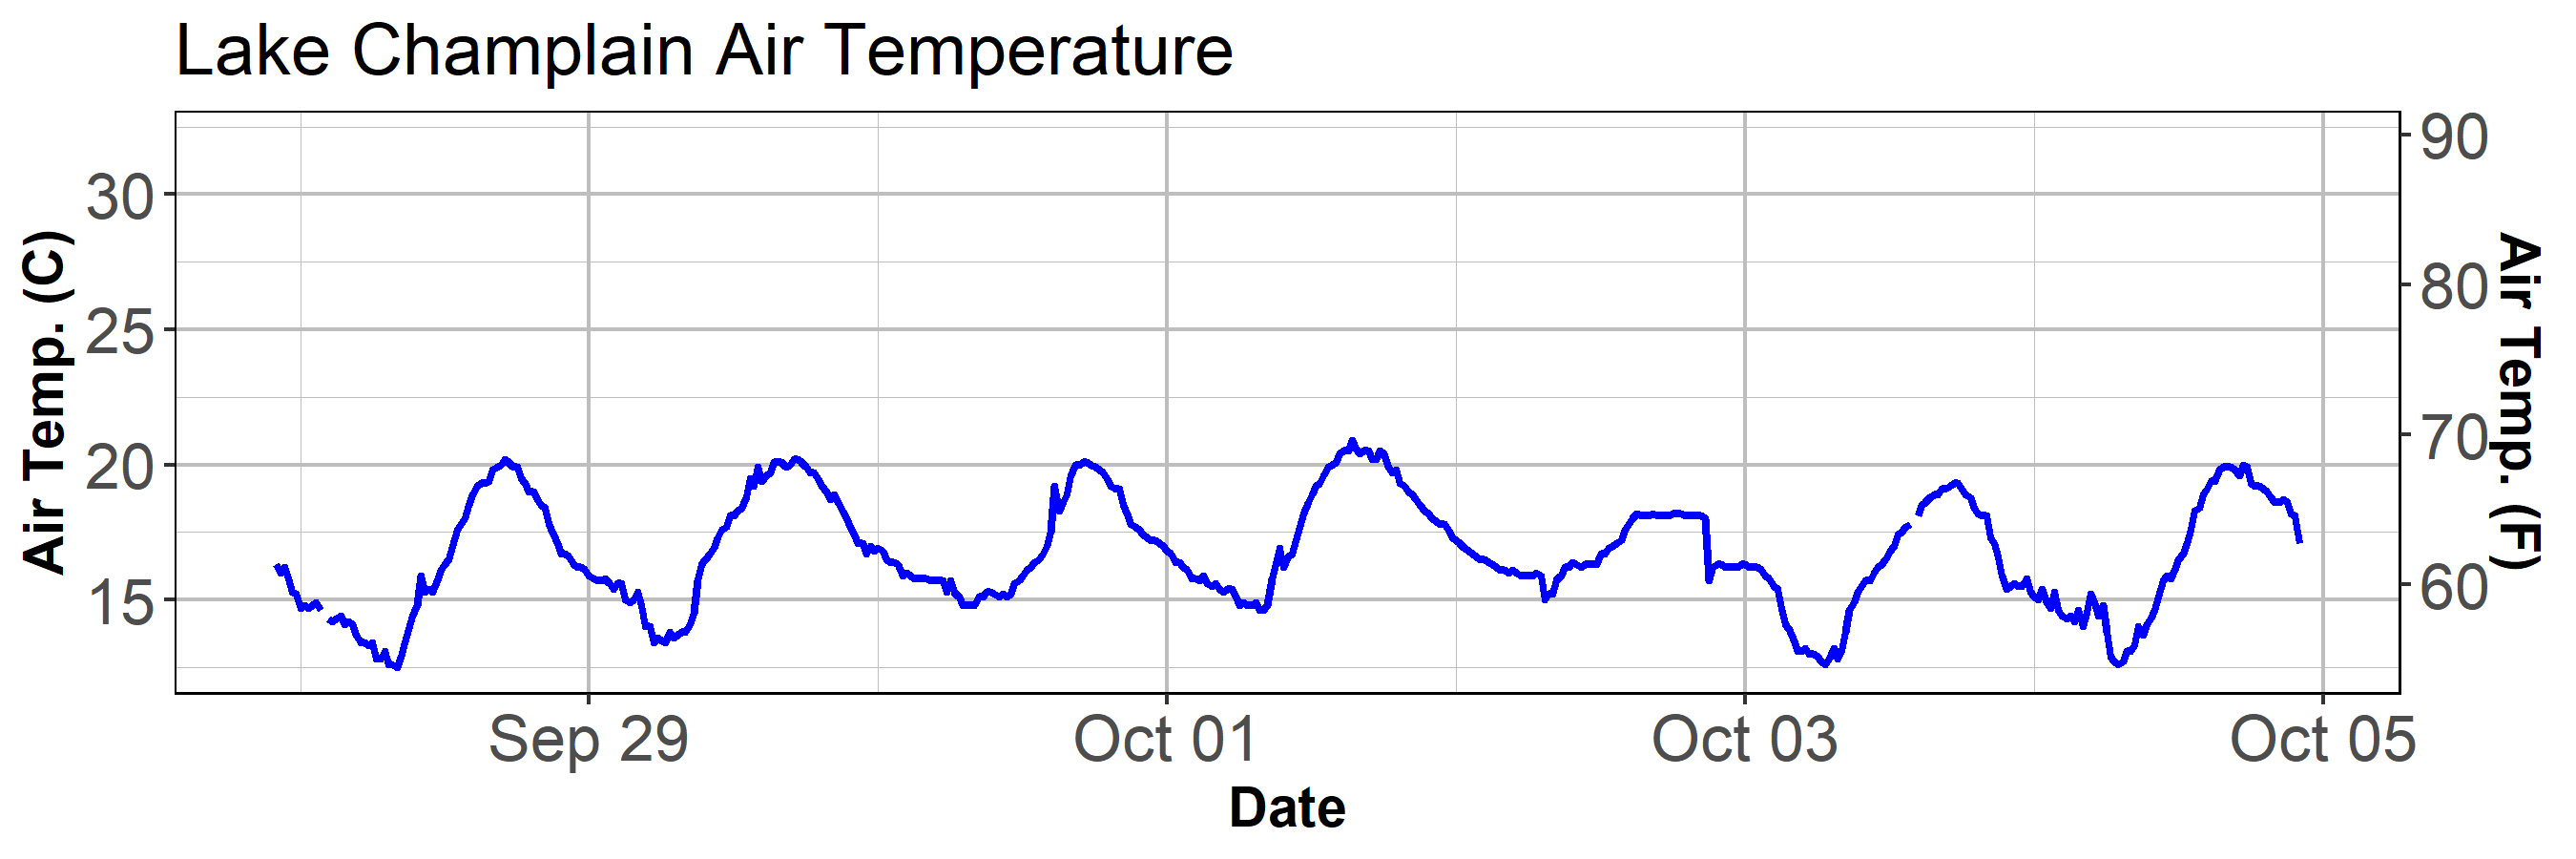 Lake Champlain Air Temperature
Air Temp. (C)
30
25
20
15
90
80
70
60
Air Temp. (F)
Sep 29
Oct 01
Oct 03
Oct 05
Date